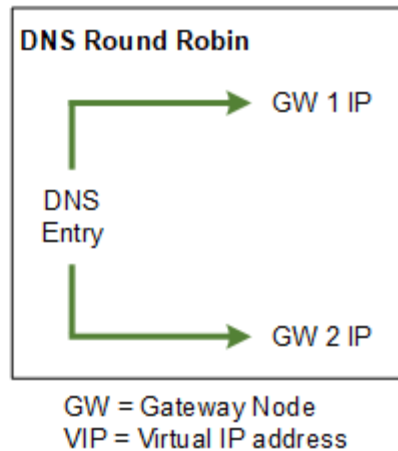 DNS Round Robin
GW 1 IP
DNS
Entry
GW 2 IP
GW = Gateway Node
VIP = Virtual IP address